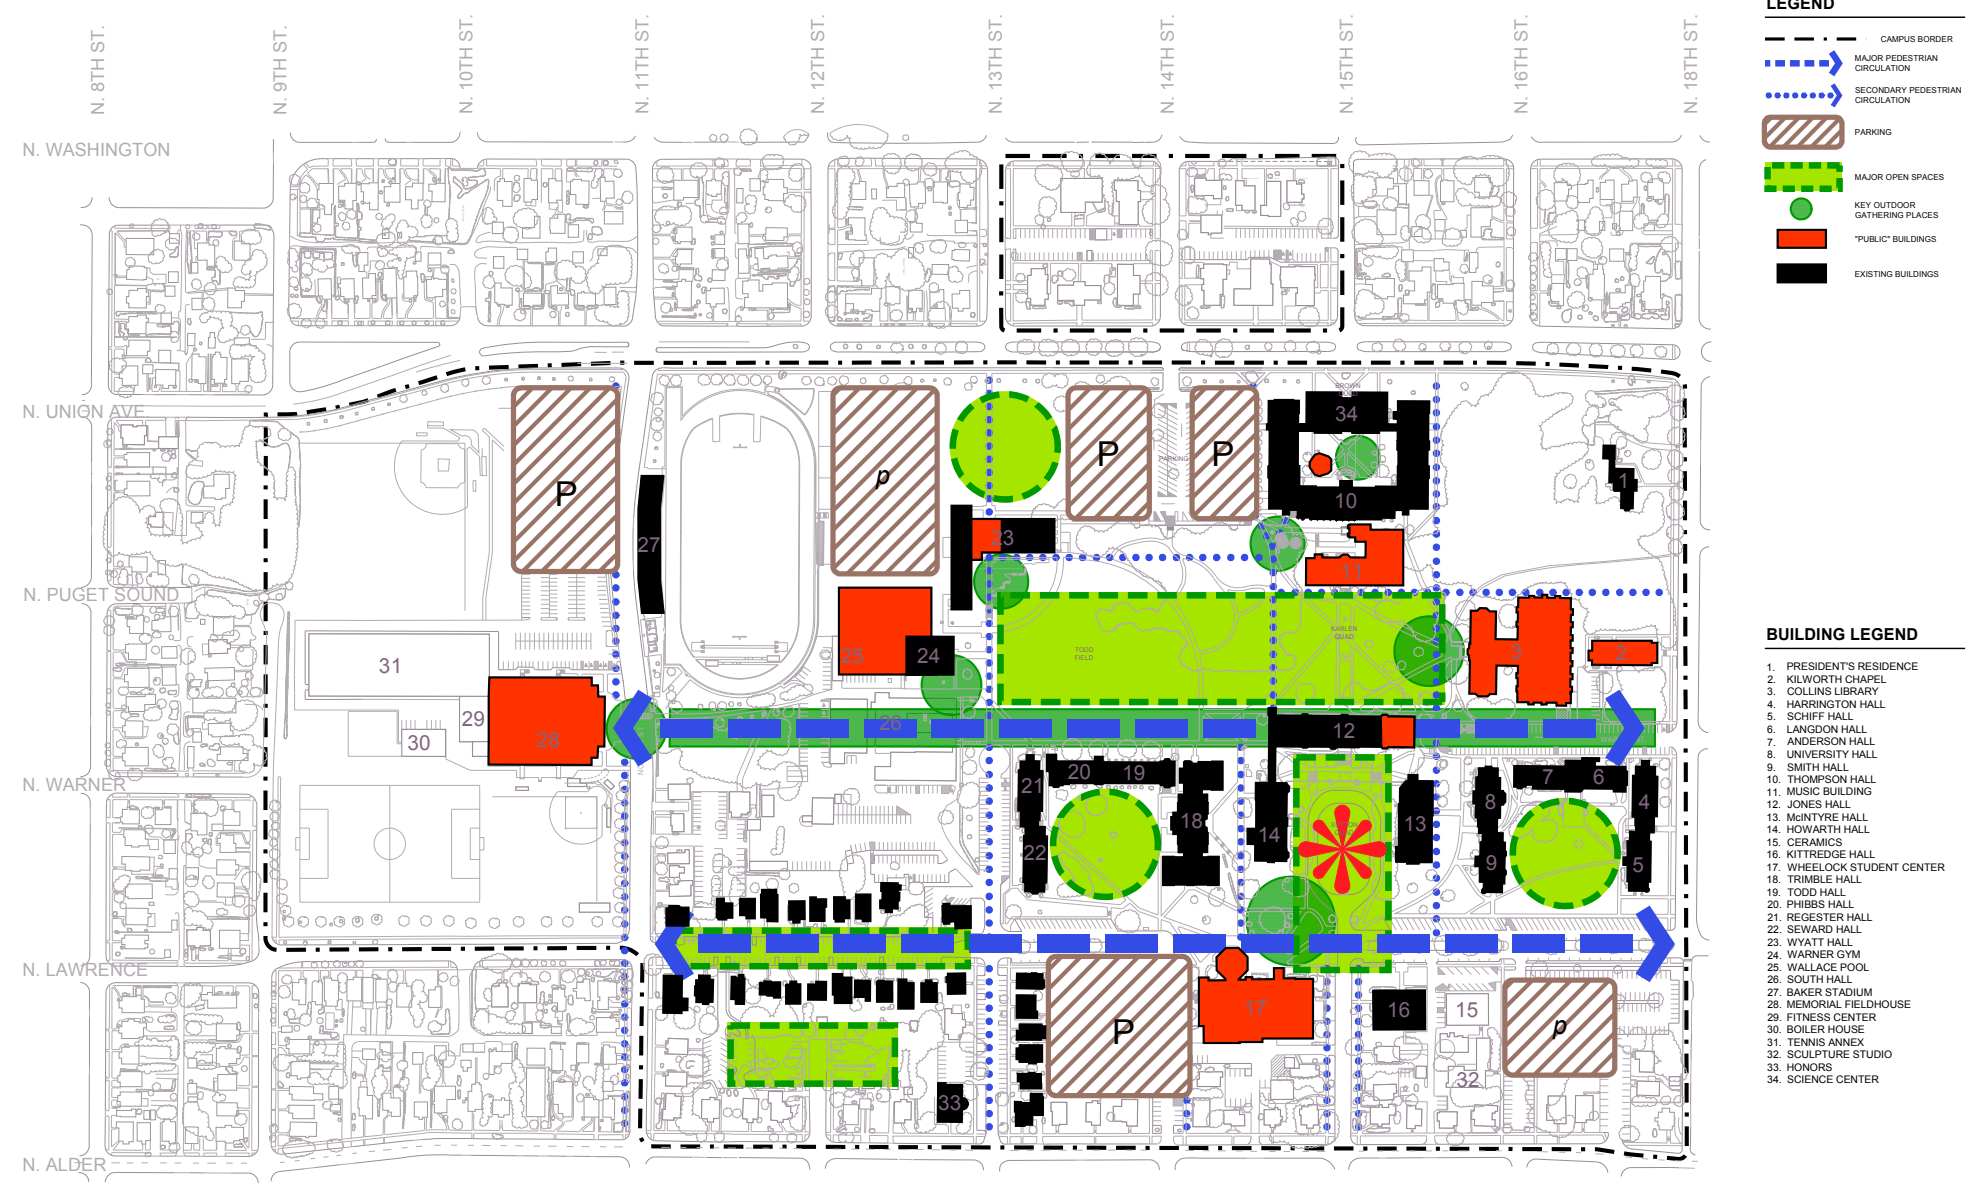 N. 8TH ST.
N. 9TH ST.
N. 10TH ST.
N. 11TH ST.
N. 12TH ST.
N. 13TH ST.
N. 14TH ST.
N. 15TH ST.
N. 16TH ST.
N. 18TH ST.
LEGEND
CAMPUS BORDER
MAJOR PEDESTRIAN
CIRCULATION
SECONDARY PEDESTRIAN
CIRCULATION
PARKING
MAJOR OPEN SPACES
KEY OUTDOOR
GATHERING PLACES
"PUBLIC" BUILDINGS
EXISTING BUILDINGS
N. WASHINGTON
N. UNION AVE
N. PUGET SOUND
N. WARNER
N. LAWRENCE
N. ALDER
BROWN
34
P
P
P
p
PARKING
10
1
27
23
11
KARLEN
QUAD
TODD
FIELD
25
24
3
2
31
29
28
30
26
12
21
20
19
18
22
14
13
8
7
6
4
9
5
P
17
16
15
p
32
33
BUILDING LEGEND
1. PRESIDENT'S RESIDENCE
2. KILWORTH CHAPEL
3. COLLINS LIBRARY
4. HARRINGTON HALL
5. SCHIFF HALL
6. LANGDON HALL
7. ANDERSON HALL
8. UNIVERSITY HALL
9. SMITH HALL
10. THOMPSON HALL
11. MUSIC BUILDING
12. JONES HALL
13. McINTYRE HALL
14. HOWARTH HALL
15. CERAMICS
16. KITTREDGE HALL
17. WHEELOCK STUDENT CENTER
18. TRIMBLE HALL
19. TODD HALL
20. PHIBBS HALL
21. REGESTER HALL
22. SEWARD HALL
23. WYATT HALL
24. WARNER GYM
25. WALLACE POOL
26. SOUTH HALL
27. BAKER STADIUM
28. MEMORIAL FIELDHOUSE
29. FITNESS CENTER
30. BOILER HOUSE
31. TENNIS ANNEX
32. SCULPTURE STUDIO
33. HONORS
34. SCIENCE CENTER